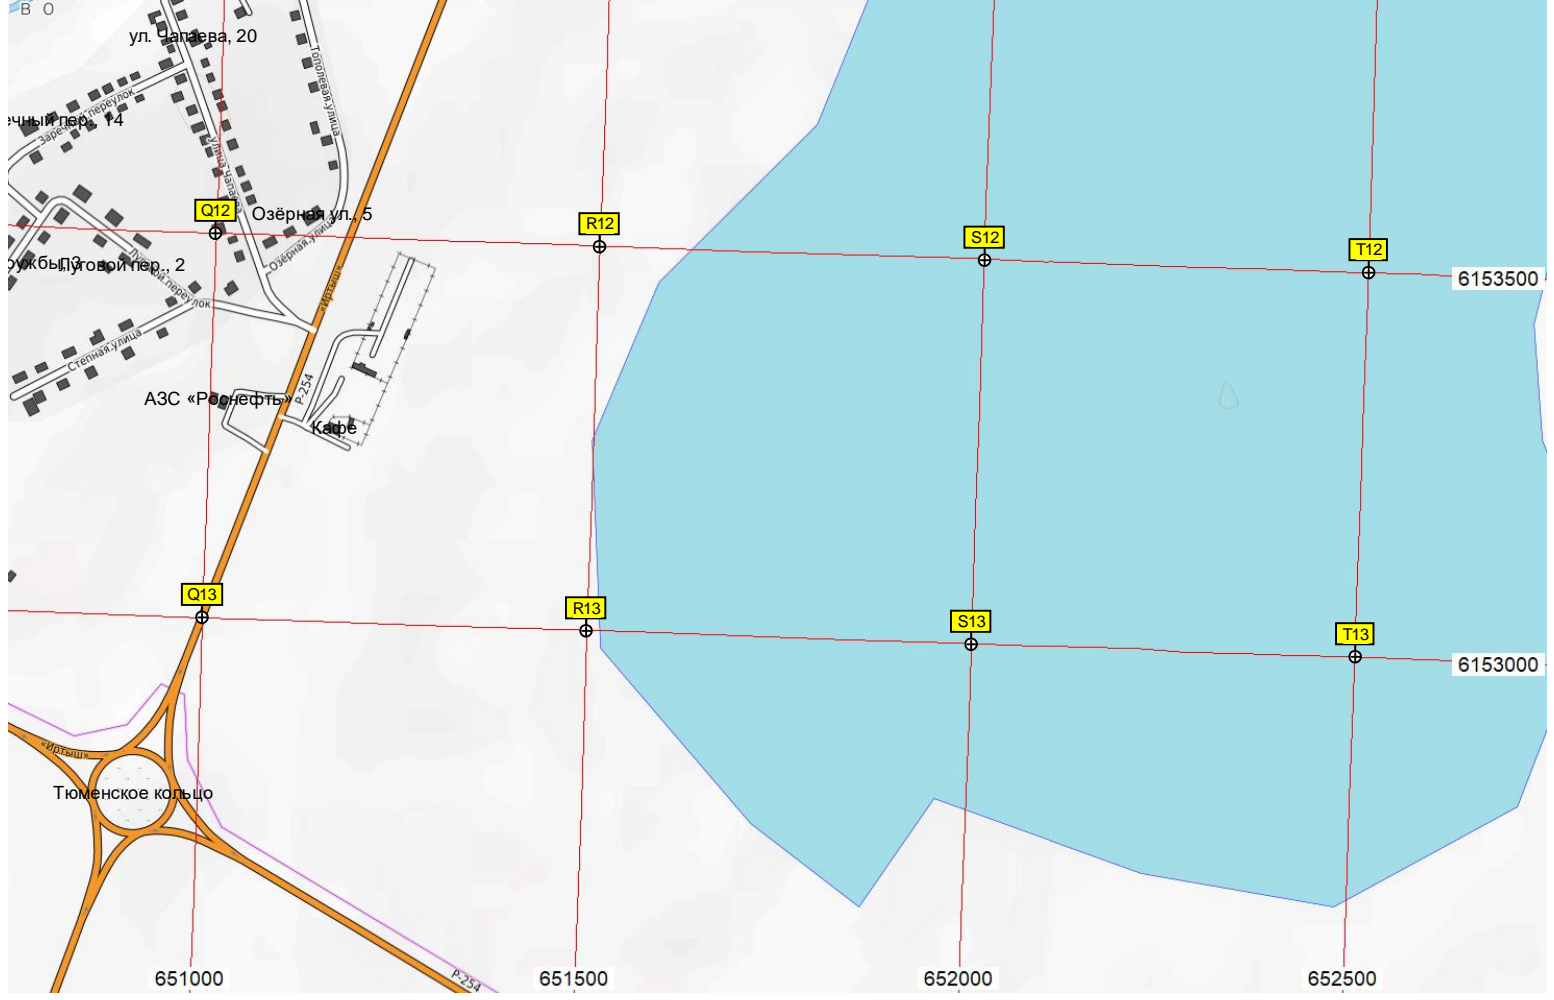 В О
ул. Чапаева, 20
Тополевая улица
Заречный переулок
ечный пер., 14
улица Чапаева
Q12
Озёрная ул., 5
R12
S12
T12
Озёрная улица
ружбы, 3
Луговой пер., 2
Луговой переулок
«Иртыш»
6153500
Степная улица
Р-254
АЗС «Роснефть»
Кафе
Q13
R13
S13
T13
6153000
«Иртыш»
Тюменское кольцо
Р-254
651000
651500
652000
652500